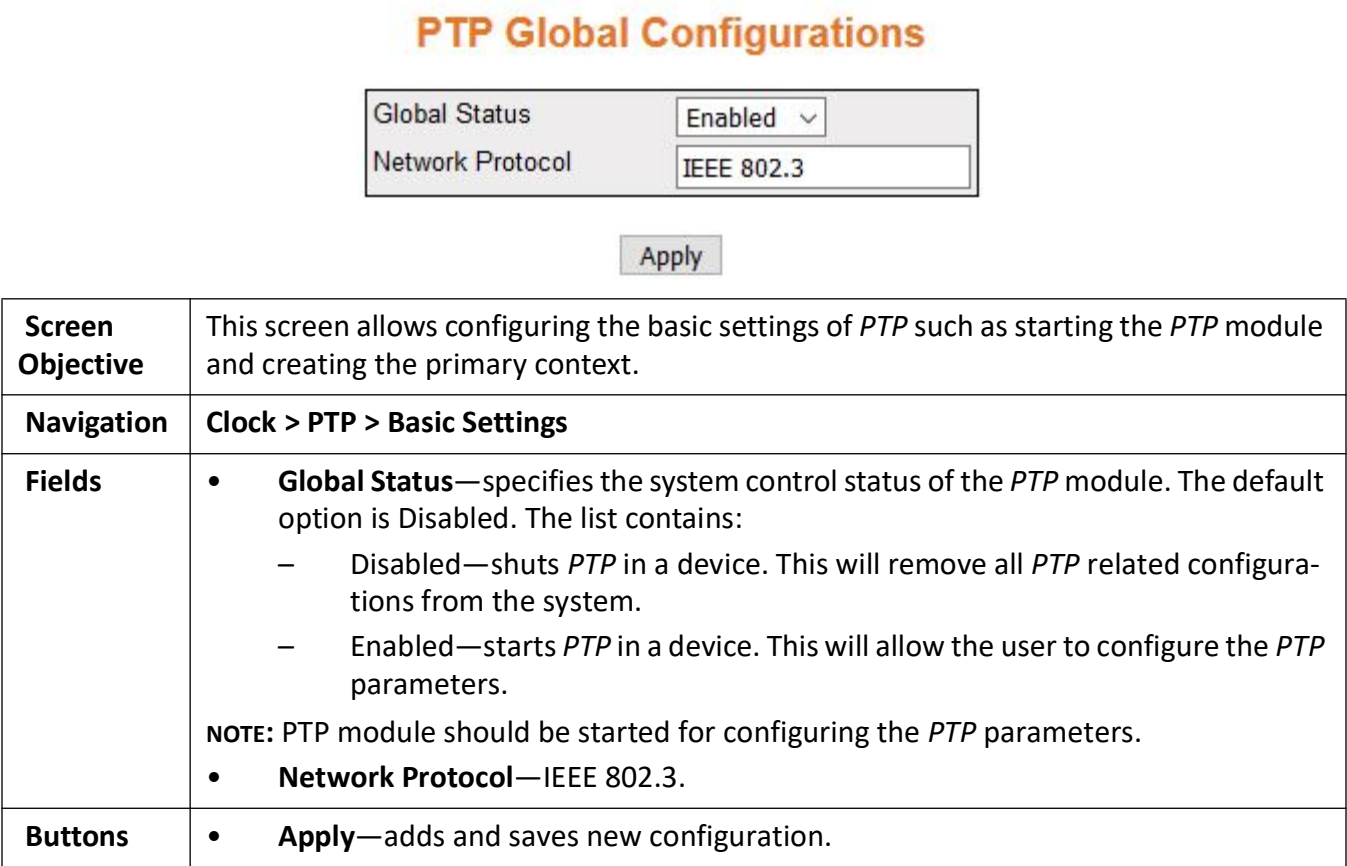 PTP Global Configurations
Global Status Enabled
Network Protocol IEEE 802.3
Apply
Screen Objective This screen allows configuring the basic settings of PTP such as starting the PTP module
and creating the primary context.
Navigation Clock > PTP > Basic Settings
Fields • Global Status—specifies the system control status of the PTP module. The default
option is Disabled. The list contains:
– Disabled—shuts PTP in a device. This will remove all PTP related configura-
tions from the system.
– Enabled—starts PTP in a device. This will allow the user to configure the PTP
parameters.
NOTE: PTP module should be started for configuring the PTP parameters.
• Network Protocol—IEEE 802.3.
Buttons • Apply—adds and saves new configuration.